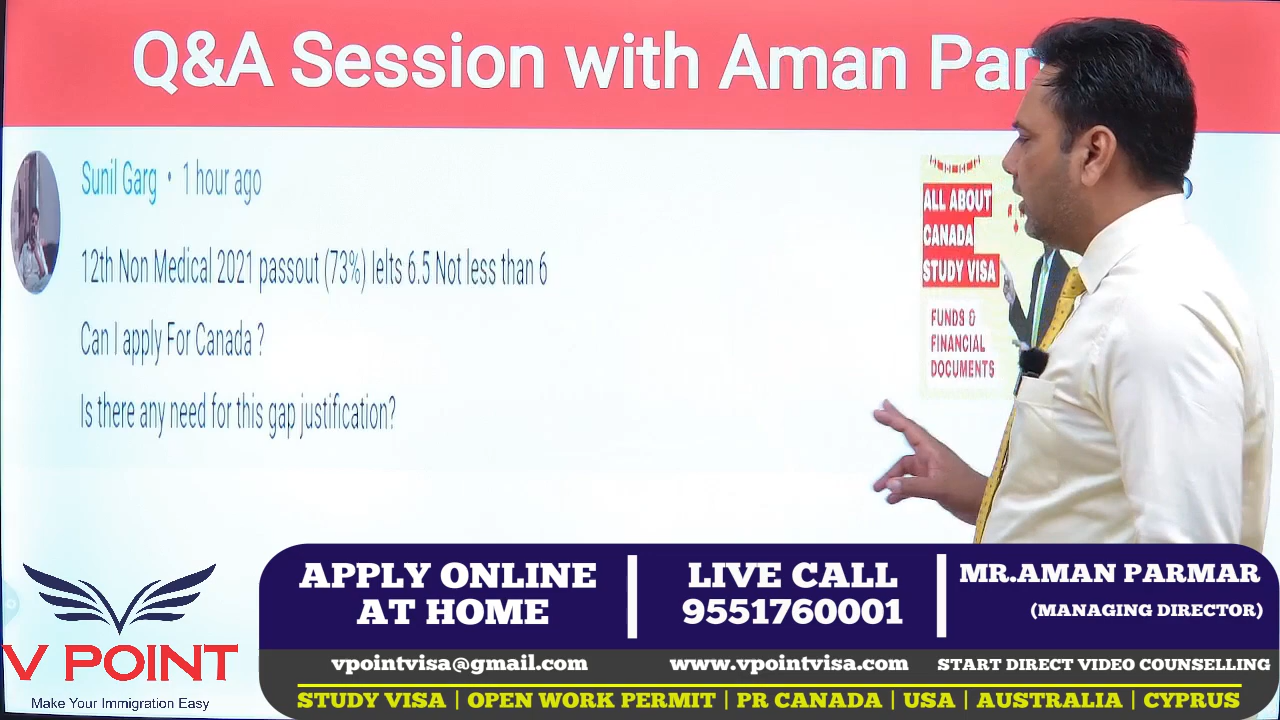 Q&A Session with Aman Par
Sunil Garg • 1 hour ago
12th Non Medical 2021 passout (73%) Ielts 6.5 Not less than 6
Can I apply For Canada ?
Is there any need for this gap justification?
ALL ABOUT
CANADA
STUDY VISA
FUNDS &
FINANCIAL
DOCUMENTS
V POINT
Make Your Immigration Easy
APPLY ONLINE
AT HOME
LIVE CALL
9551760001
MR.AMAN PARMAR
(MANAGING DIRECTOR)
vpointvisa@gmail.com
www.vpointvisa.com
START DIRECT VIDEO COUNSELLING
STUDY VISA | OPEN WORK PERMIT | PR CANADA | USA | AUSTRALIA | CYPRUS